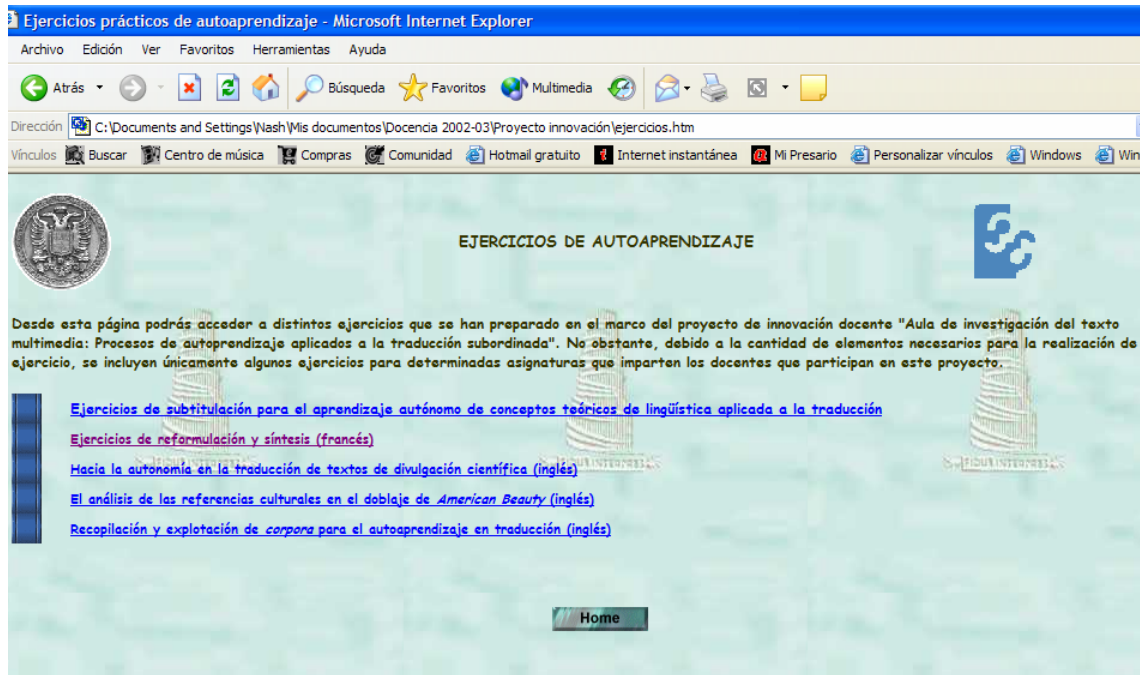 Ejercicios prácticos de autoaprendizaje - Microsoft Internet Explorer
Archivo Edición Ver Favoritos Herramientas Ayuda
Atrás Búsqueda Favoritos Multimedia
Dirección C:\Documents and Settings\Nash\Mis documentos\Docencia 2002-03\Proyecto innovación\ejercicios.htm
Vínculos Buscar Centro de música Compras Comunidad Hotmail gratuito Internet instantánea Mi Presario Personalizar vínculos Windows Win
EJERCICIOS DE AUTOAPRENDIZAJE
Desde esta página podrás acceder a distintos ejercicios que se han preparado en el marco del proyecto de innovación docente "Aula de investigación del texto
multimedia: Procesos de autoprendizaje aplicados a la traducción subordinada". No obstante, debido a la cantidad de elementos necesarios para la realización de
ejercicio, se incluyen únicamente algunos ejercicios para determinadas asignaturas que imparten los docentes que participan en este proyecto.
Ejercicios de subtitulación para el aprendizaje autónomo de conceptos teóricos de lingüística aplicada a la traducción
Ejercicios de reformulación y síntesis (francés)
Hacia la autonomía en la traducción de textos de divulgación científica (inglés)
El análisis de las referencias culturales en el doblaje de American Beauty (inglés)
Recopilación y explotación de corpora para el autoaprendizaje en traducción (inglés)
Home